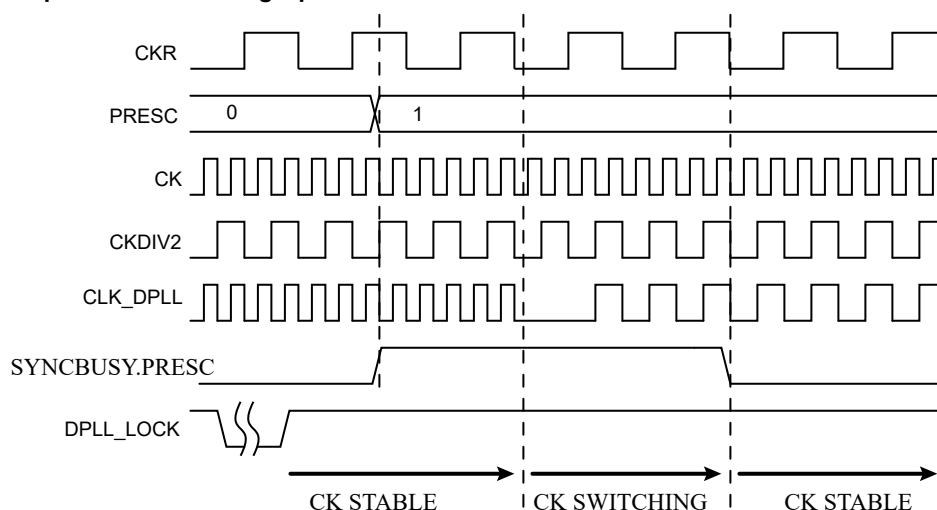 CKR
PRESC 0 1
CK
CKDIV2
CLK_DPLL
SYNCBUSY.PRESC
DPLL_LOCK
CK STABLE CK SWITCHING CK STABLE